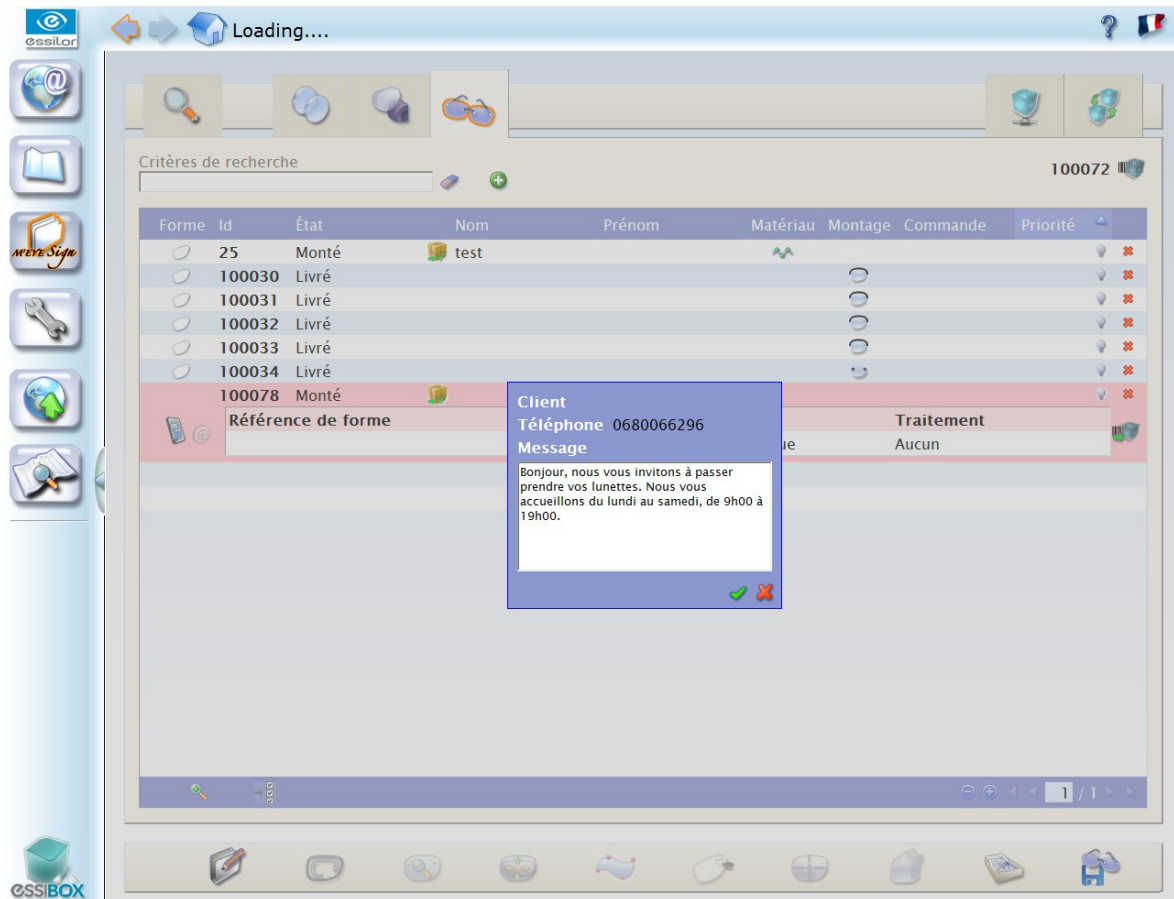 essilor
Loading....
?
@
M'EYE Sign
Critères de recherche
100072
Forme Id État Nom Prénom Matériau Montage Commande Priorité
25 Monté test
100030 Livré
100031 Livré
100032 Livré
100033 Livré
100034 Livré
100078 Monté
Référence de forme Traitement
@ ue Aucun
Client
Téléphone 0680066296
Message
Bonjour, nous vous invitons à passer
prendre vos lunettes. Nous vous
accueillons du lundi au samedi, de 9h00 à
19h00.
1 / 1
essiBOX